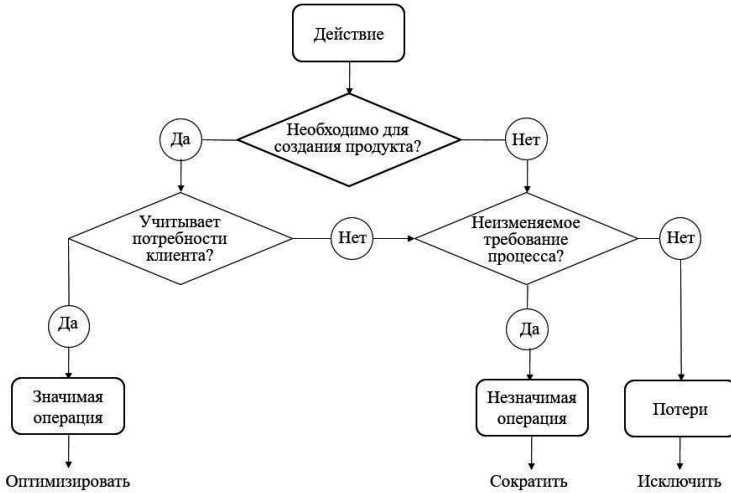 Действие
Необходимо для
создания продукта?
Да
Нет
Учитывает
потребности
клиента?
Нет
Неизменяемое
требование
процесса?
Нет
Да
Да
Значимая
операция
Незначимая
операция
Потери
Оптимизировать
Сократить
Исключить